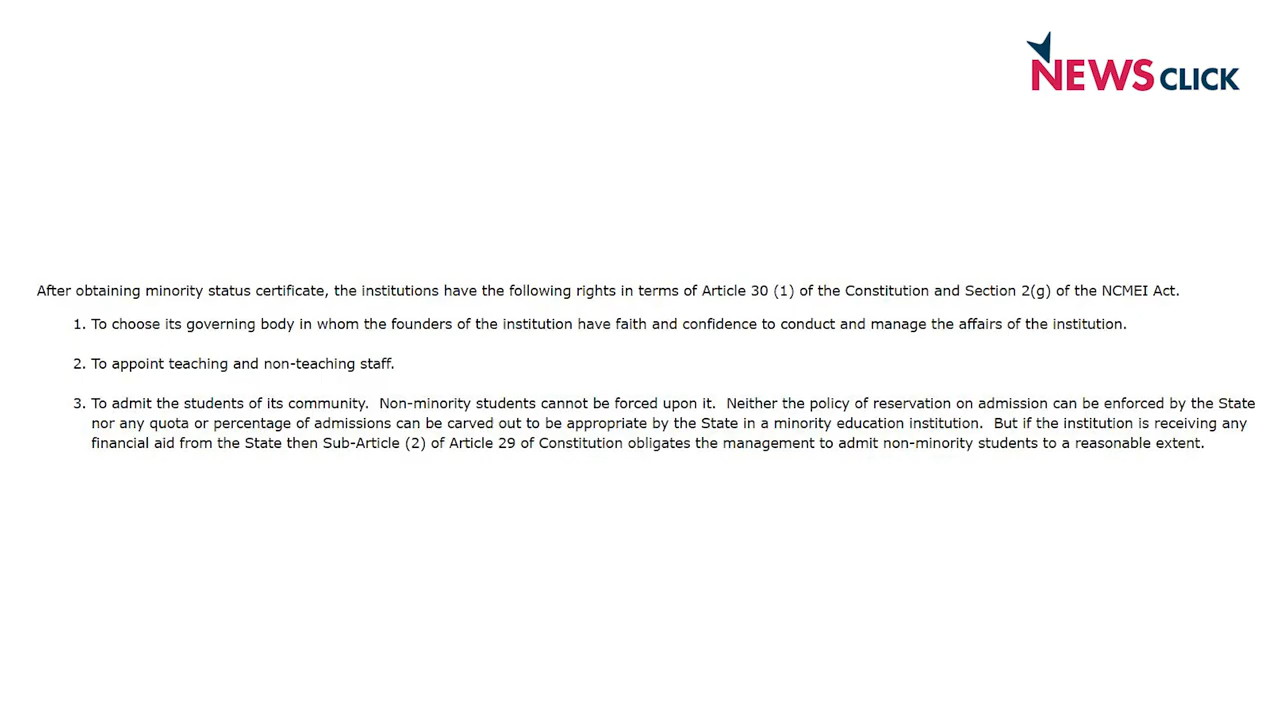 NEWS CLICK
After obtaining minority status certificate, the institutions have the following rights in terms of Article 30 (1) of the Constitution and Section 2(g) of the NCMEI Act.
1. To choose its governing body in whom the founders of the institution have faith and confidence to conduct and manage the affairs of the institution.
2. To appoint teaching and non-teaching staff.
3. To admit the students of its community.  Non-minority students cannot be forced upon it.  Neither the policy of reservation on admission can be enforced by the State
nor any quota or percentage of admissions can be carved out to be appropriate by the State in a minority education institution.  But if the institution is receiving any
financial aid from the State then Sub-Article (2) of Article 29 of Constitution obligates the management to admit non-minority students to a reasonable extent.